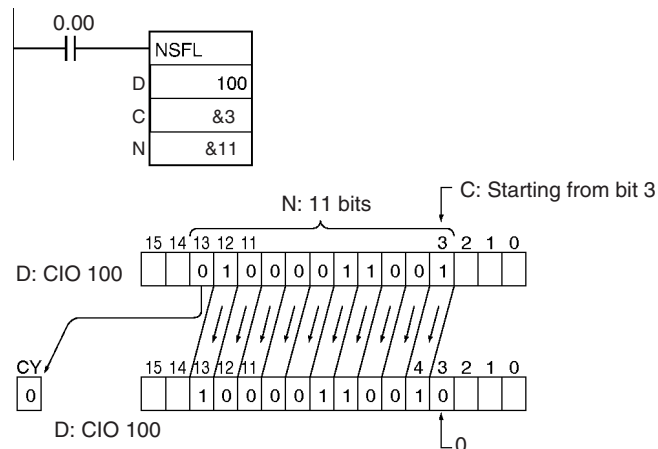 0.00
NSFL
D 100
C &3
N &11
C: Starting from bit 3
N: 11 bits
15 14 13 12 11 3 2 1 0
D: CIO 100 0 1 0 0 0 0 1 1 0 0 1
CY 15 14 13 12 11 4 3 2 1 0
0 1 0 0 0 0 1 1 0 0 1 0
D: CIO 100
0